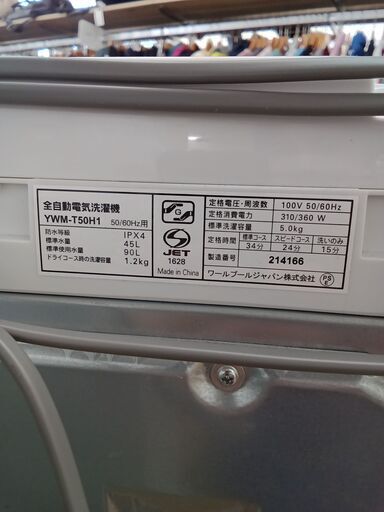 全自動電気洗濯機
YWM-T50H1 50/60Hz用
防水等級 IPX4
標準水量 45L
標準使用水量 90L
ドライコース時の洗濯容量 1.2kg
G
JET
1628
Made in China
定格電圧・周波数 100V 50/60Hz
定格消費電力 310/360 W
標準洗濯容量 5.0kg
定格時間 標準コース スピードコース 洗いのみ
34分 24分 15分
製造番号 214166
ワールプールジャパン株式会社
PS
E